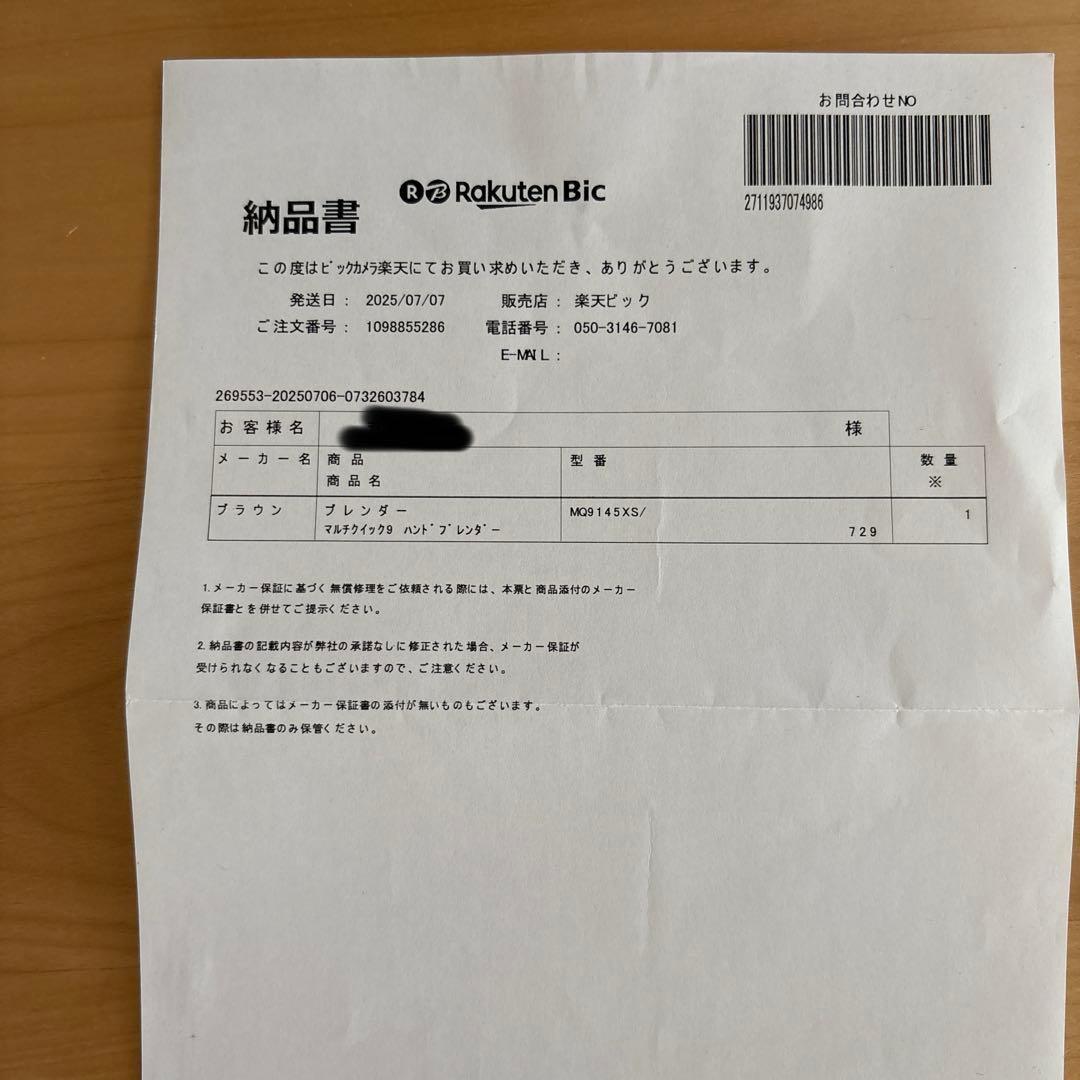 お問合わせNO
2711937074986
R B Rakuten Bic
納品書
この度はビックカメラ楽天にてお買い求めいただき、ありがとうございます。
発送日： 2025/07/07 販売店： 楽天ビック
ご注文番号： 1098855286 電話番号： 050-3146-7081
E-MAIL：
269553-20250706-0732603784
お客様名 様
メーカー名 商品 型番 数量
商品名 ※
ブラウン ブレンダー MQ9145XS/ 1
マルチクイック9 ハンドブレンダー 729
1.メーカー保証に基づく無償修理をご依頼される際には、本票と商品添付のメーカー
保証書とを併せてご提示ください。
2.納品書の記載内容が弊社の承諾なしに修正された場合、メーカー保証が
受けられなくなることもございますので、ご注意ください。
3.商品によってはメーカー保証書の添付が無いものもございます。
その際は納品書のみ保管ください。